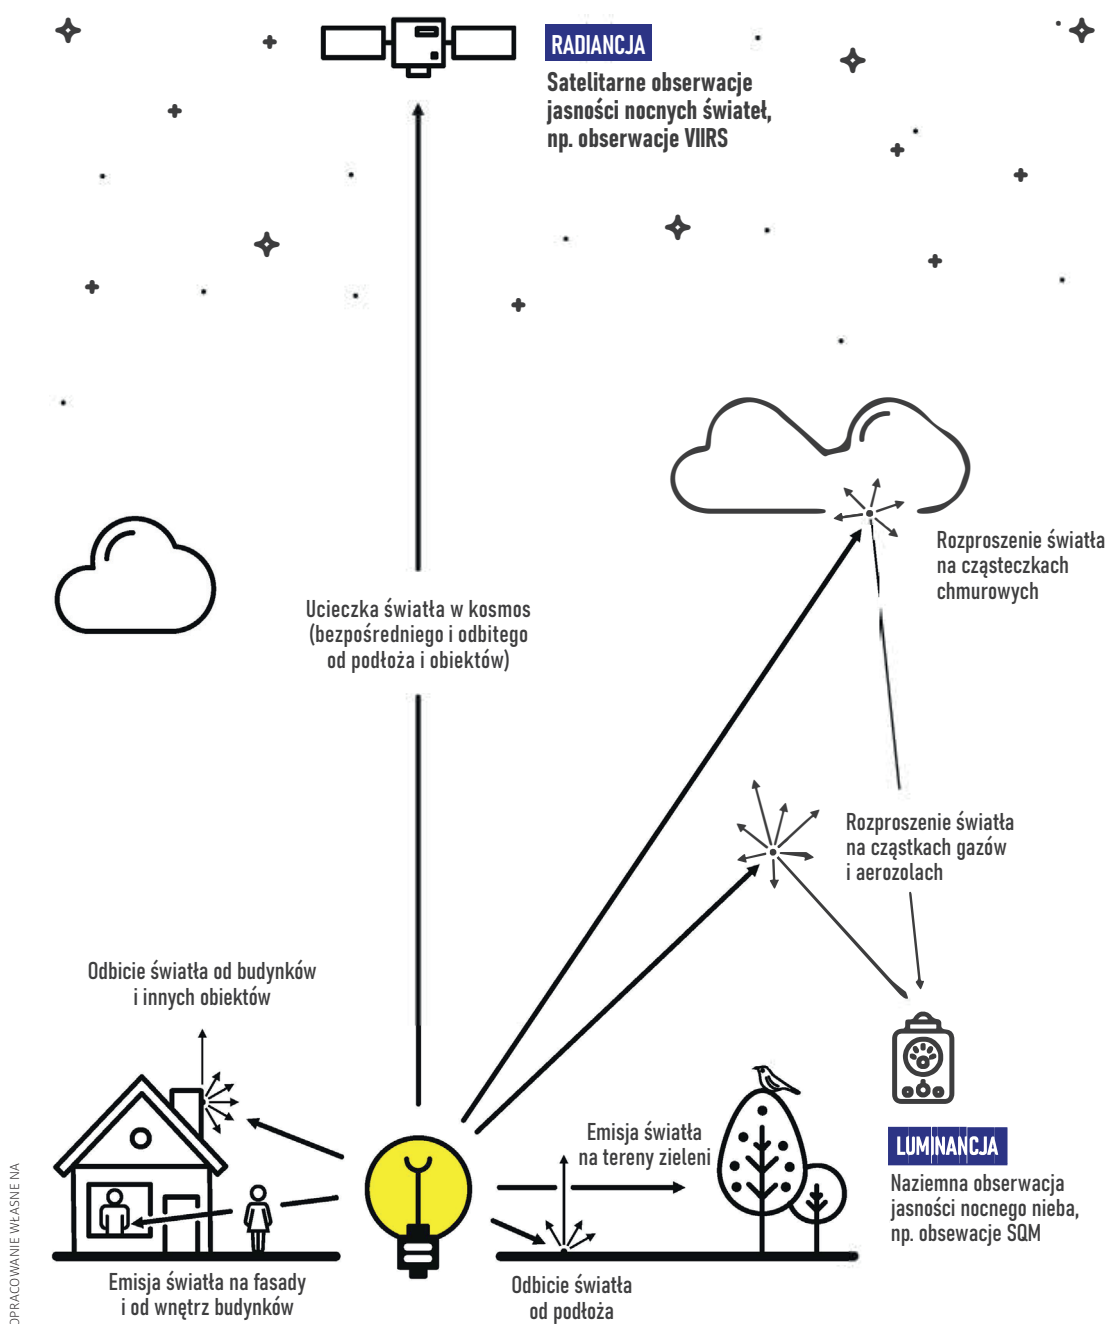 RADIANCJA
Satelitarne obserwacje
jasności nocnych świateł,
np. obserwacje VIIRS
Rozproszenie światła
na cząsteczkach
chmurowych
Ucieczka światła w kosmos
(bezpośredniego i odbitego
od podłoża i obiektów)
Rozproszenie światła
na cząstkach gazów
i aerozolach
Odbicie światła od budynków
i innych obiektów
Emisja światła
na tereny zieleni
LUMINANCJA
Naziemna obserwacja
jasności nocnego nieba,
np. obsewacje SQM
Emisja światła na fasady
i od wnętrz budynków
Odbicie światła
od podłoża
OPRACOWANIE WŁASNE NA